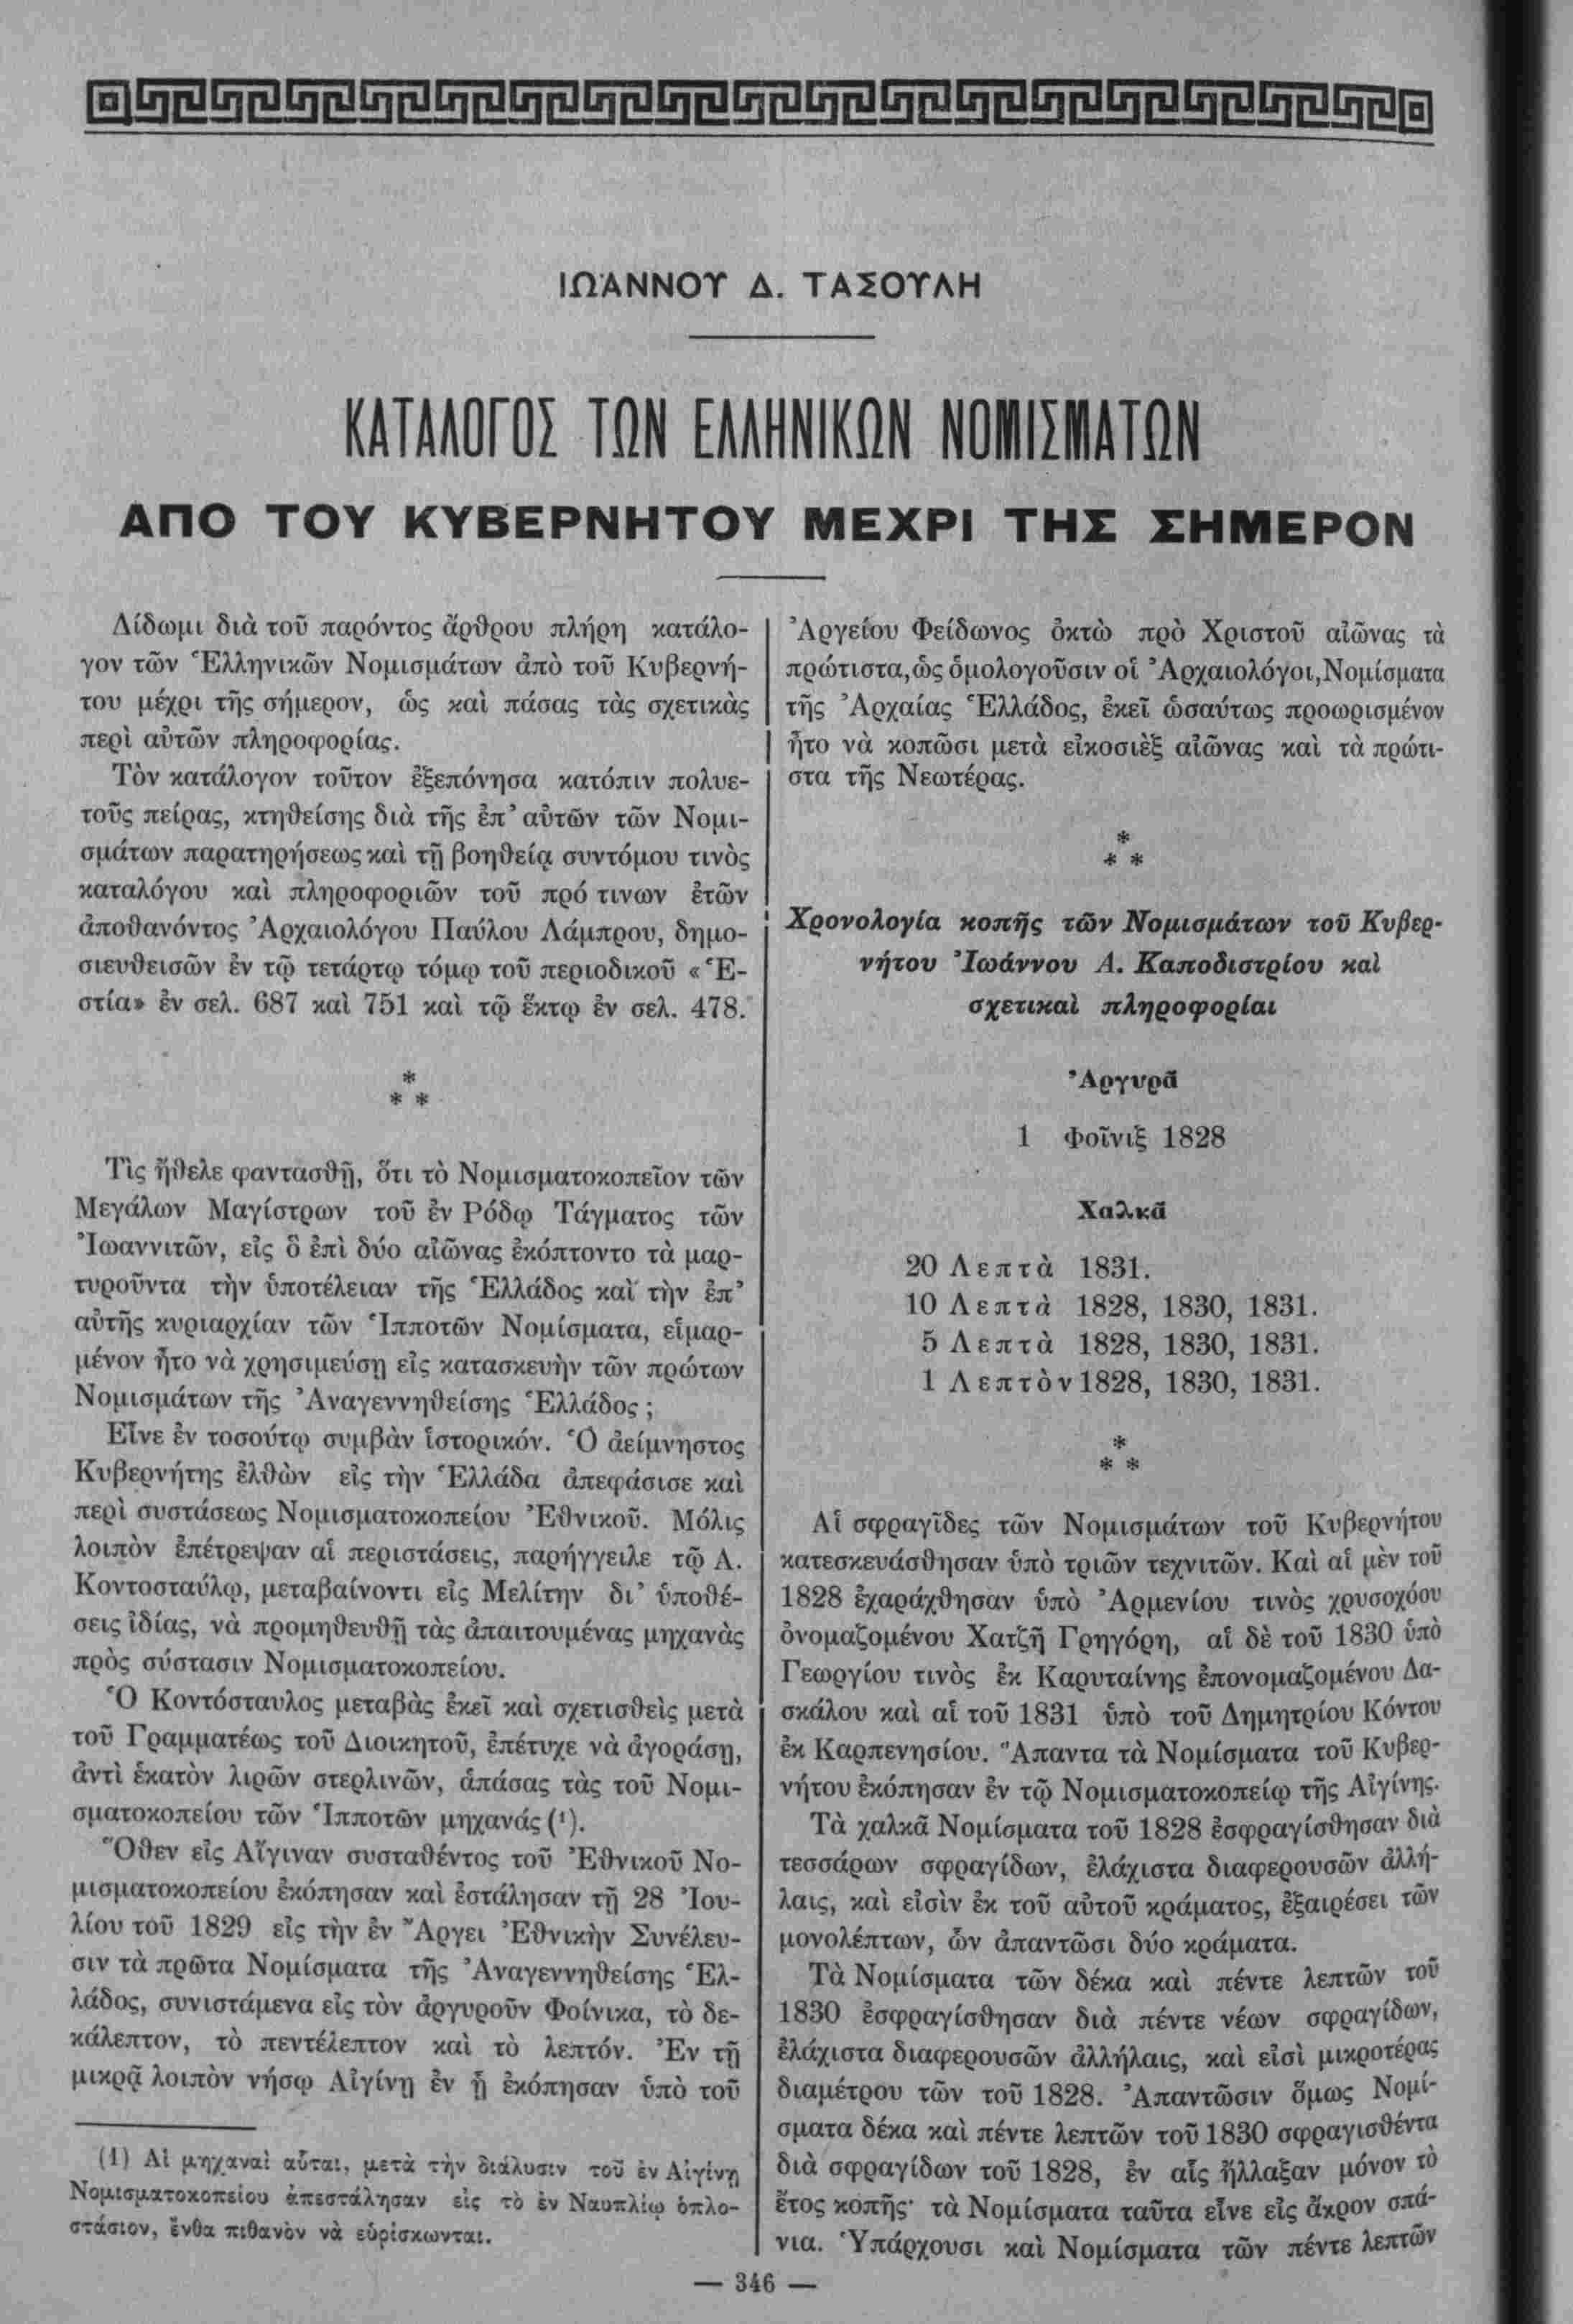 ΙΩΑΝΝΟΥ Δ. ΤΑΣΟΥΛΗ
ΚΑΤΑΛΟΓΟΣ ΤΩΝ ΕΛΛΗΝΙΚΩΝ ΝΟΜΙΣΜΑΤΩΝ
ΑΠΟ ΤΟΥ ΚΥΒΕΡΝΗΤΟΥ ΜΕΧΡΙ ΤΗΣ ΣΗΜΕΡΟΝ
Δίδωμι διὰ τοῦ παρόντος ἄρθρου πλήρη κατάλο-
γον τῶν Ἑλληνικῶν Νομισμάτων ἀπὸ τοῦ Κυβερνή-
του μέχρι τῆς σήμερον, ὡς καὶ πάσας τὰς σχετικὰς
περὶ αὐτῶν πληροφορίας.
Τὸν κατάλογον τοῦτον ἐξεπόνησα κατόπιν πολυε-
τοῦς πείρας, κτηθείσης διὰ τῆς ἐπ' αὐτῶν τῶν Νομι-
σμάτων παρατηρήσεως καὶ τῇ βοηθείᾳ συντόμου τινὸς
καταλόγου καὶ πληροφοριῶν τοῦ πρό τινων ἐτῶν
ἀποθανόντος Ἀρχαιολόγου Παύλου Λάμπρου, δημο-
σιευθεισῶν ἐν τῷ τετάρτῳ τόμῳ τοῦ περιοδικοῦ «Ἑ-
στία» ἐν σελ. 687 καὶ 751 καὶ τῷ ἕκτῳ ἐν σελ. 478.
*
* *
Τὶς ἤθελε φαντασθῇ, ὅτι τὸ Νομισματοκοπεῖον τῶν
Μεγάλων Μαγίστρων τοῦ ἐν Ρόδῳ Τάγματος τῶν
Ἰωαννιτῶν, εἰς ὃ ἐπὶ δύο αἰῶνας ἐκόπτοντο τὰ μαρ-
τυροῦντα τὴν ὑποτέλειαν τῆς Ἑλλάδος καὶ τὴν ἐπ'
αὐτῆς κυριαρχίαν τῶν Ἱπποτῶν Νομίσματα, εἱμαρ-
μένον ἦτο νὰ χρησιμεύσῃ εἰς κατασκευὴν τῶν πρώτων
Νομισμάτων τῆς Ἀναγεννηθείσης Ἑλλάδος ;
Εἶνε ἐν τοσούτῳ συμβὰν ἱστορικόν. Ὁ ἀείμνηστος
Κυβερνήτης ἐλθὼν εἰς τὴν Ἑλλάδα ἀπεφάσισε καὶ
περὶ συστάσεως Νομισματοκοπείου Ἐθνικοῦ. Μόλις
λοιπὸν ἐπέτρεψαν αἱ περιστάσεις, παρήγγειλε τῷ Α.
Κοντοσταύλῳ, μεταβαίνοντι εἰς Μελίτην δι' ὑποθέ-
σεις ἰδίας, νὰ προμηθευθῇ τὰς ἀπαιτουμένας μηχανὰς
πρὸς σύστασιν Νομισματοκοπείου.
Ὁ Κοντόσταυλος μεταβὰς ἐκεῖ καὶ σχετισθεὶς μετὰ
τοῦ Γραμματέως τοῦ Διοικητοῦ, ἐπέτυχε νὰ ἀγοράσῃ,
ἀντὶ ἑκατὸν λιρῶν στερλινῶν, ἁπάσας τὰς τοῦ Νομι-
σματοκοπείου τῶν Ἱπποτῶν μηχανάς (¹).
Ὅθεν εἰς Αἴγιναν συσταθέντος τοῦ Ἐθνικοῦ Νο-
μισματοκοπείου ἐκόπησαν καὶ ἐστάλησαν τῇ 28 Ἰου-
λίου τοῦ 1829 εἰς τὴν ἐν Ἄργει Ἐθνικὴν Συνέλευ-
σιν τὰ πρῶτα Νομίσματα τῆς Ἀναγεννηθείσης Ἑλ-
λάδος, συνιστάμενα εἰς τὸν ἀργυροῦν Φοίνικα, τὸ δε-
κάλεπτον, τὸ πεντέλεπτον καὶ τὸ λεπτόν. Ἐν τῇ
μικρᾷ λοιπὸν νήσῳ Αἰγίνῃ ἐν ᾗ ἐκόπησαν ὑπὸ τοῦ
(1) Αἱ μηχαναὶ αὗται, μετὰ τὴν διάλυσιν τοῦ ἐν Αἰγίνῃ
Νομισματοκοπείου ἀπεστάλησαν εἰς τὸ ἐν Ναυπλίῳ ὁπλο-
στάσιον, ἔνθα πιθανὸν νὰ εὑρίσκωνται.
Ἀργείου Φείδωνος ὀκτὼ πρὸ Χριστοῦ αἰῶνας τὰ
πρώτιστα, ὡς ὁμολογοῦσιν οἱ Ἀρχαιολόγοι, Νομίσματα
τῆς Ἀρχαίας Ἑλλάδος, ἐκεῖ ὡσαύτως προωρισμένον
ἦτο νὰ κοπῶσι μετὰ εἰκοσιὲξ αἰῶνας καὶ τὰ πρώτι-
στα τῆς Νεωτέρας.
*
* *
Χρονολογία κοπῆς τῶν Νομισμάτων τοῦ Κυβερ-
νήτου Ἰωάννου Α. Καποδιστρίου καὶ
σχετικαὶ πληροφορίαι
Ἀργυρᾶ
1 Φοῖνιξ 1828
Χαλκᾶ
20 Λεπτὰ 1831.
10 Λεπτὰ 1828, 1830, 1831.
5 Λεπτὰ 1828, 1830, 1831.
1 Λεπτὸν 1828, 1830, 1831.
*
* *
Αἱ σφραγῖδες τῶν Νομισμάτων τοῦ Κυβερνήτου
κατεσκευάσθησαν ὑπὸ τριῶν τεχνιτῶν. Καὶ αἱ μὲν τοῦ
1828 ἐχαράχθησαν ὑπὸ Ἀρμενίου τινὸς χρυσοχόου
ὀνομαζομένου Χατζῆ Γρηγόρη, αἱ δὲ τοῦ 1830 ὑπὸ
Γεωργίου τινὸς ἐκ Καρυταίνης ἐπονομαζομένου Δα-
σκάλου καὶ αἱ τοῦ 1831 ὑπὸ τοῦ Δημητρίου Κόντου
ἐκ Καρπενησίου. Ἅπαντα τὰ Νομίσματα τοῦ Κυβερ-
νήτου ἐκόπησαν ἐν τῷ Νομισματοκοπείῳ τῆς Αἰγίνης.
Τὰ χαλκᾶ Νομίσματα τοῦ 1828 ἐσφραγίσθησαν διὰ
τεσσάρων σφραγίδων, ἐλάχιστα διαφερουσῶν ἀλλή-
λαις, καὶ εἰσὶν ἐκ τοῦ αὐτοῦ κράματος, ἐξαιρέσει τῶν
μονολέπτων, ὧν ἀπαντῶσι δύο κράματα.
Τὰ Νομίσματα τῶν δέκα καὶ πέντε λεπτῶν τοῦ
1830 ἐσφραγίσθησαν διὰ πέντε νέων σφραγίδων,
ἐλάχιστα διαφερουσῶν ἀλλήλαις, καὶ εἰσὶ μικροτέρας
διαμέτρου τῶν τοῦ 1828. Ἀπαντῶσιν ὅμως Νομί-
σματα δέκα καὶ πέντε λεπτῶν τοῦ 1830 σφραγισθέντα
διὰ σφραγίδων τοῦ 1828, ἐν αἷς ἤλλαξαν μόνον τὸ
ἔτος κοπῆς· τὰ Νομίσματα ταῦτα εἶνε εἰς ἄκρον σπά-
νια. Ὑπάρχουσι καὶ Νομίσματα τῶν πέντε λεπτῶν
— 346 —